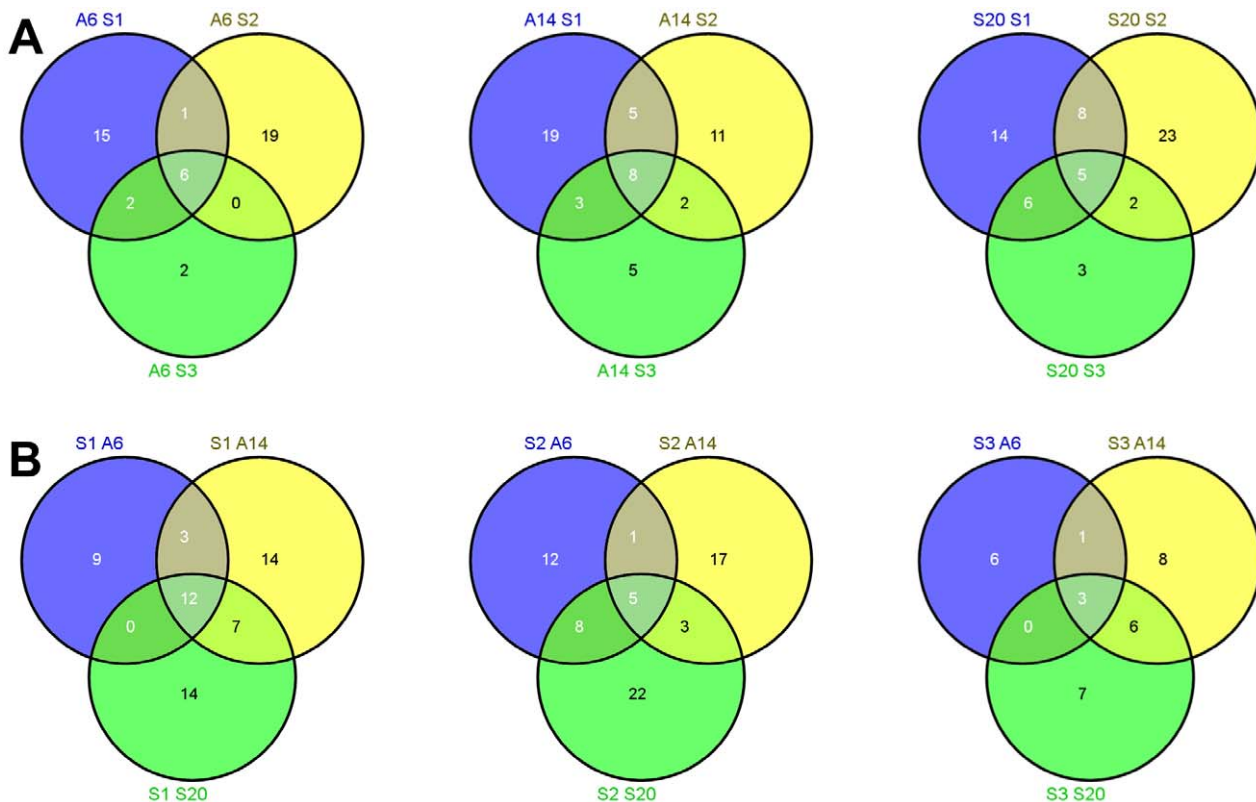 A
A6 S1 A6 S2 A14 S1 A14 S2 S20 S1 S20 S2
1 5 8
15 19 19 11 14 23
6 8 5
2 0 3 2 6 2
2 5 3
A6 S3 A14 S3 S20 S3
B
S1 A6 S1 A14 S2 A6 S2 A14 S3 A6 S3 A14
3 1 1
9 14 12 17 6 8
12 5 3
0 7 8 3 0 6
14 22 7
S1 S20 S2 S20 S3 S20